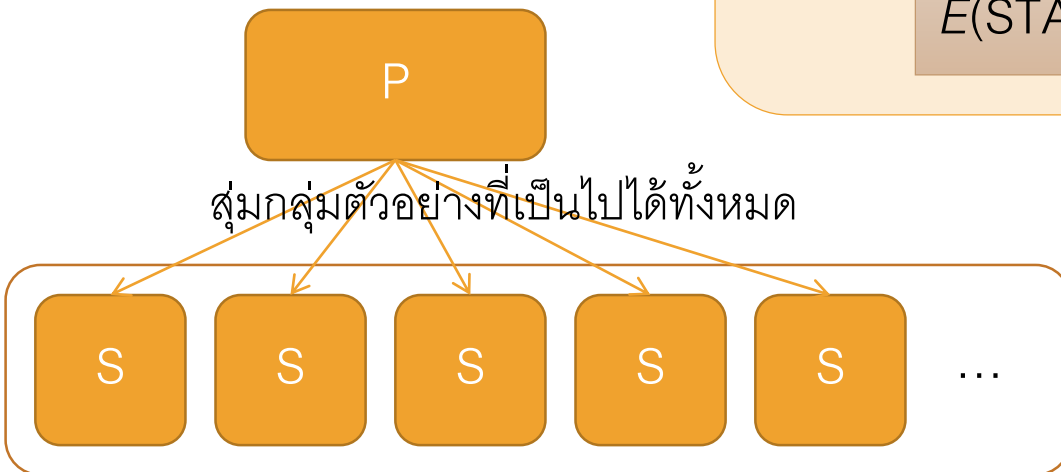 E(STA
P
สุ่มกลุ่มตัวอย่างที่เป็นไปได้ทั้งหมด
S S S S S ...